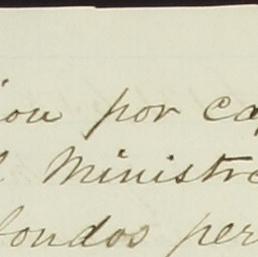 ion por ca
l Ministr
fondos per